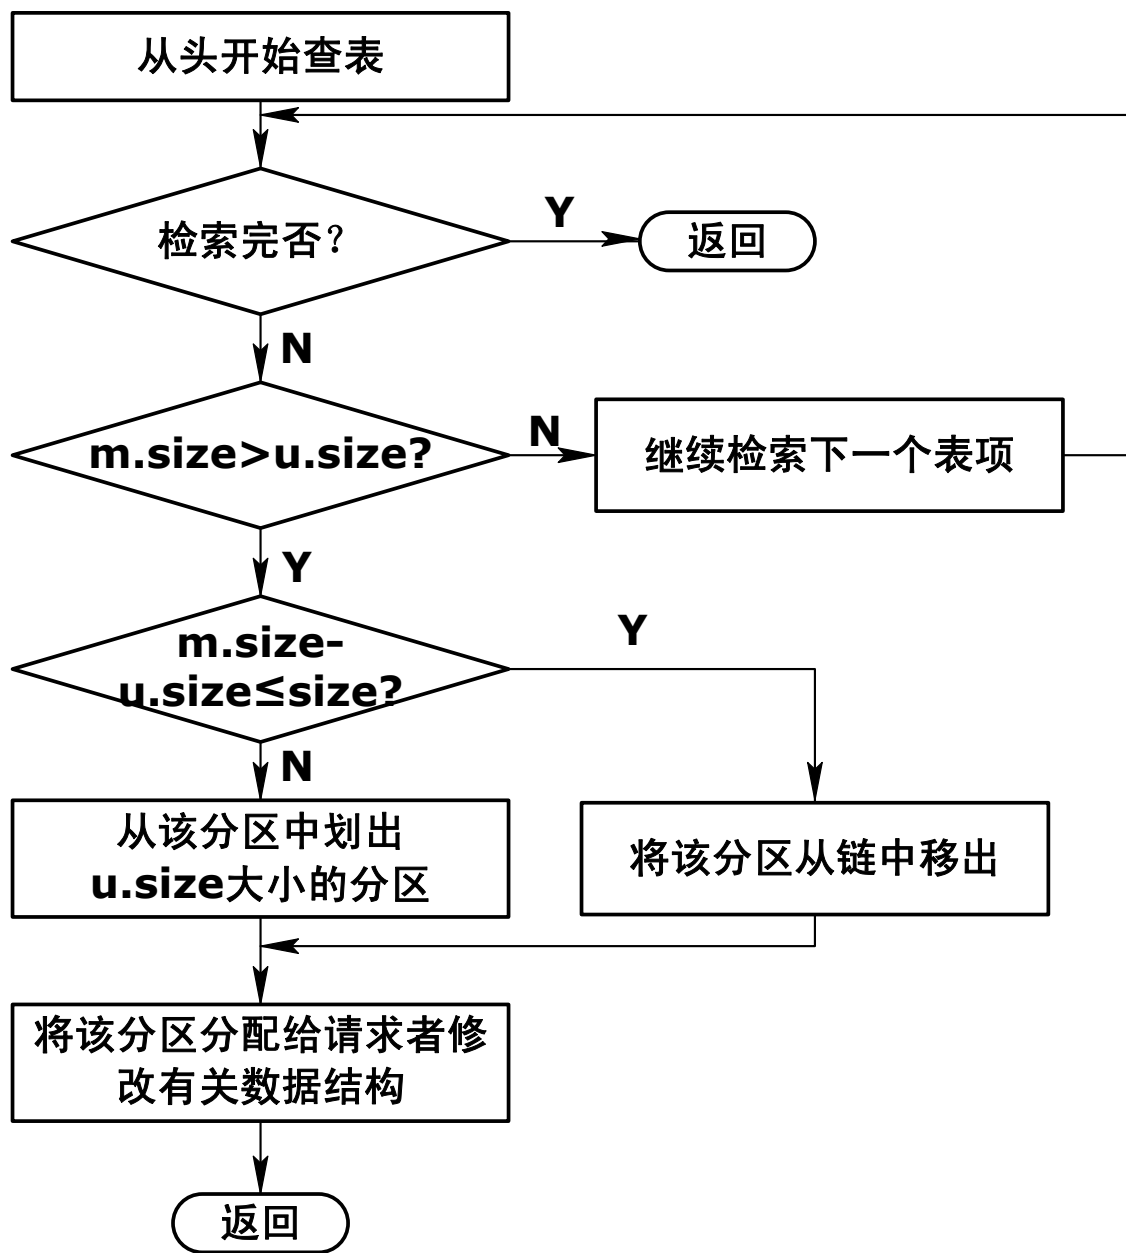 从头开始查表
检索完否？
Y
返回
N
m.size>u.size?
N
继续检索下一个表项
Y
m.size-
u.size≤size?
Y
N
从该分区中划出
u.size大小的分区
将该分区从链中移出
将该分区分配给请求者修
改有关数据结构
返回